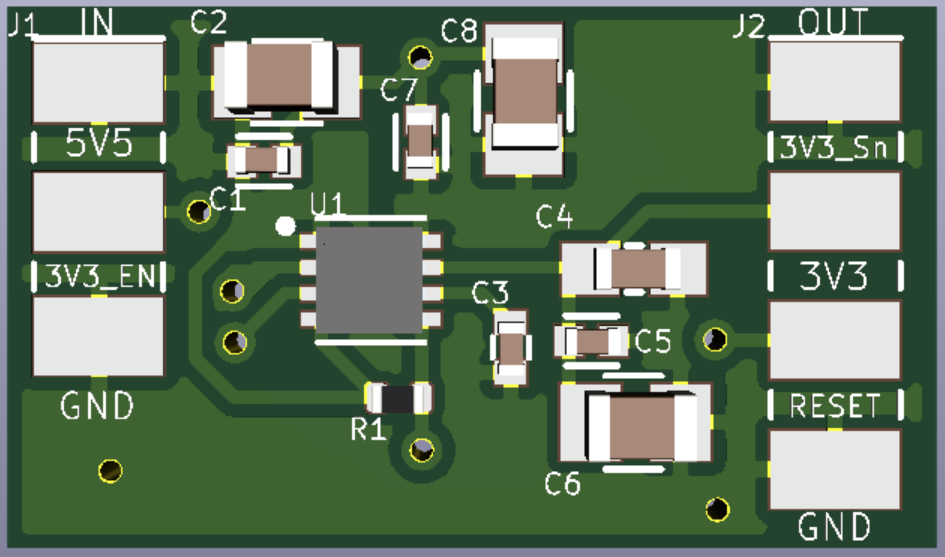 J1
IN
C2
C8
J2
OUT
C7
5V5
3V3_Sn
C1
U1
C4
3V3_EN
3V3
C3
C5
GND
R1
RESET
C6
GND